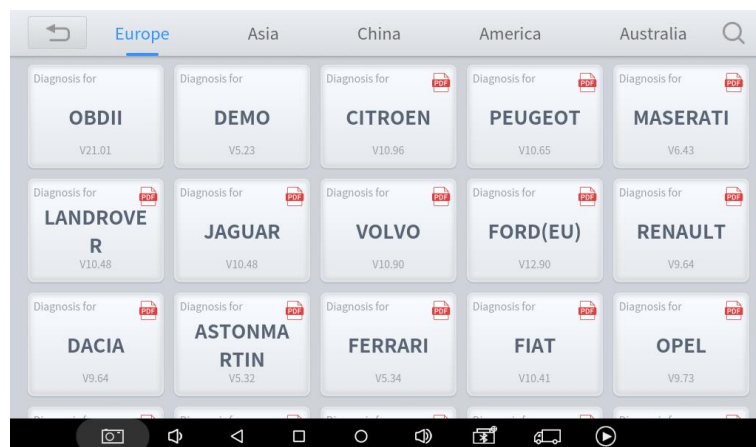 Europe Asia China America Australia
Diagnosis for Diagnosis for Diagnosis for PDF Diagnosis for PDF Diagnosis for PDF
OBDII DEMO CITROEN PEUGEOT MASERATI
V21.01 V5.23 V10.96 V10.65 V6.43
Diagnosis for PDF Diagnosis for PDF Diagnosis for PDF Diagnosis for PDF Diagnosis for PDF
LANDROVE
R JAGUAR VOLVO FORD(EU) RENAULT
V10.48 V10.48 V10.90 V12.90 V9.64
Diagnosis for PDF Diagnosis for PDF Diagnosis for PDF Diagnosis for PDF Diagnosis for PDF
DACIA ASTONMA
RTIN FERRARI FIAT OPEL
V9.64 V5.32 V5.34 V10.41 V9.73